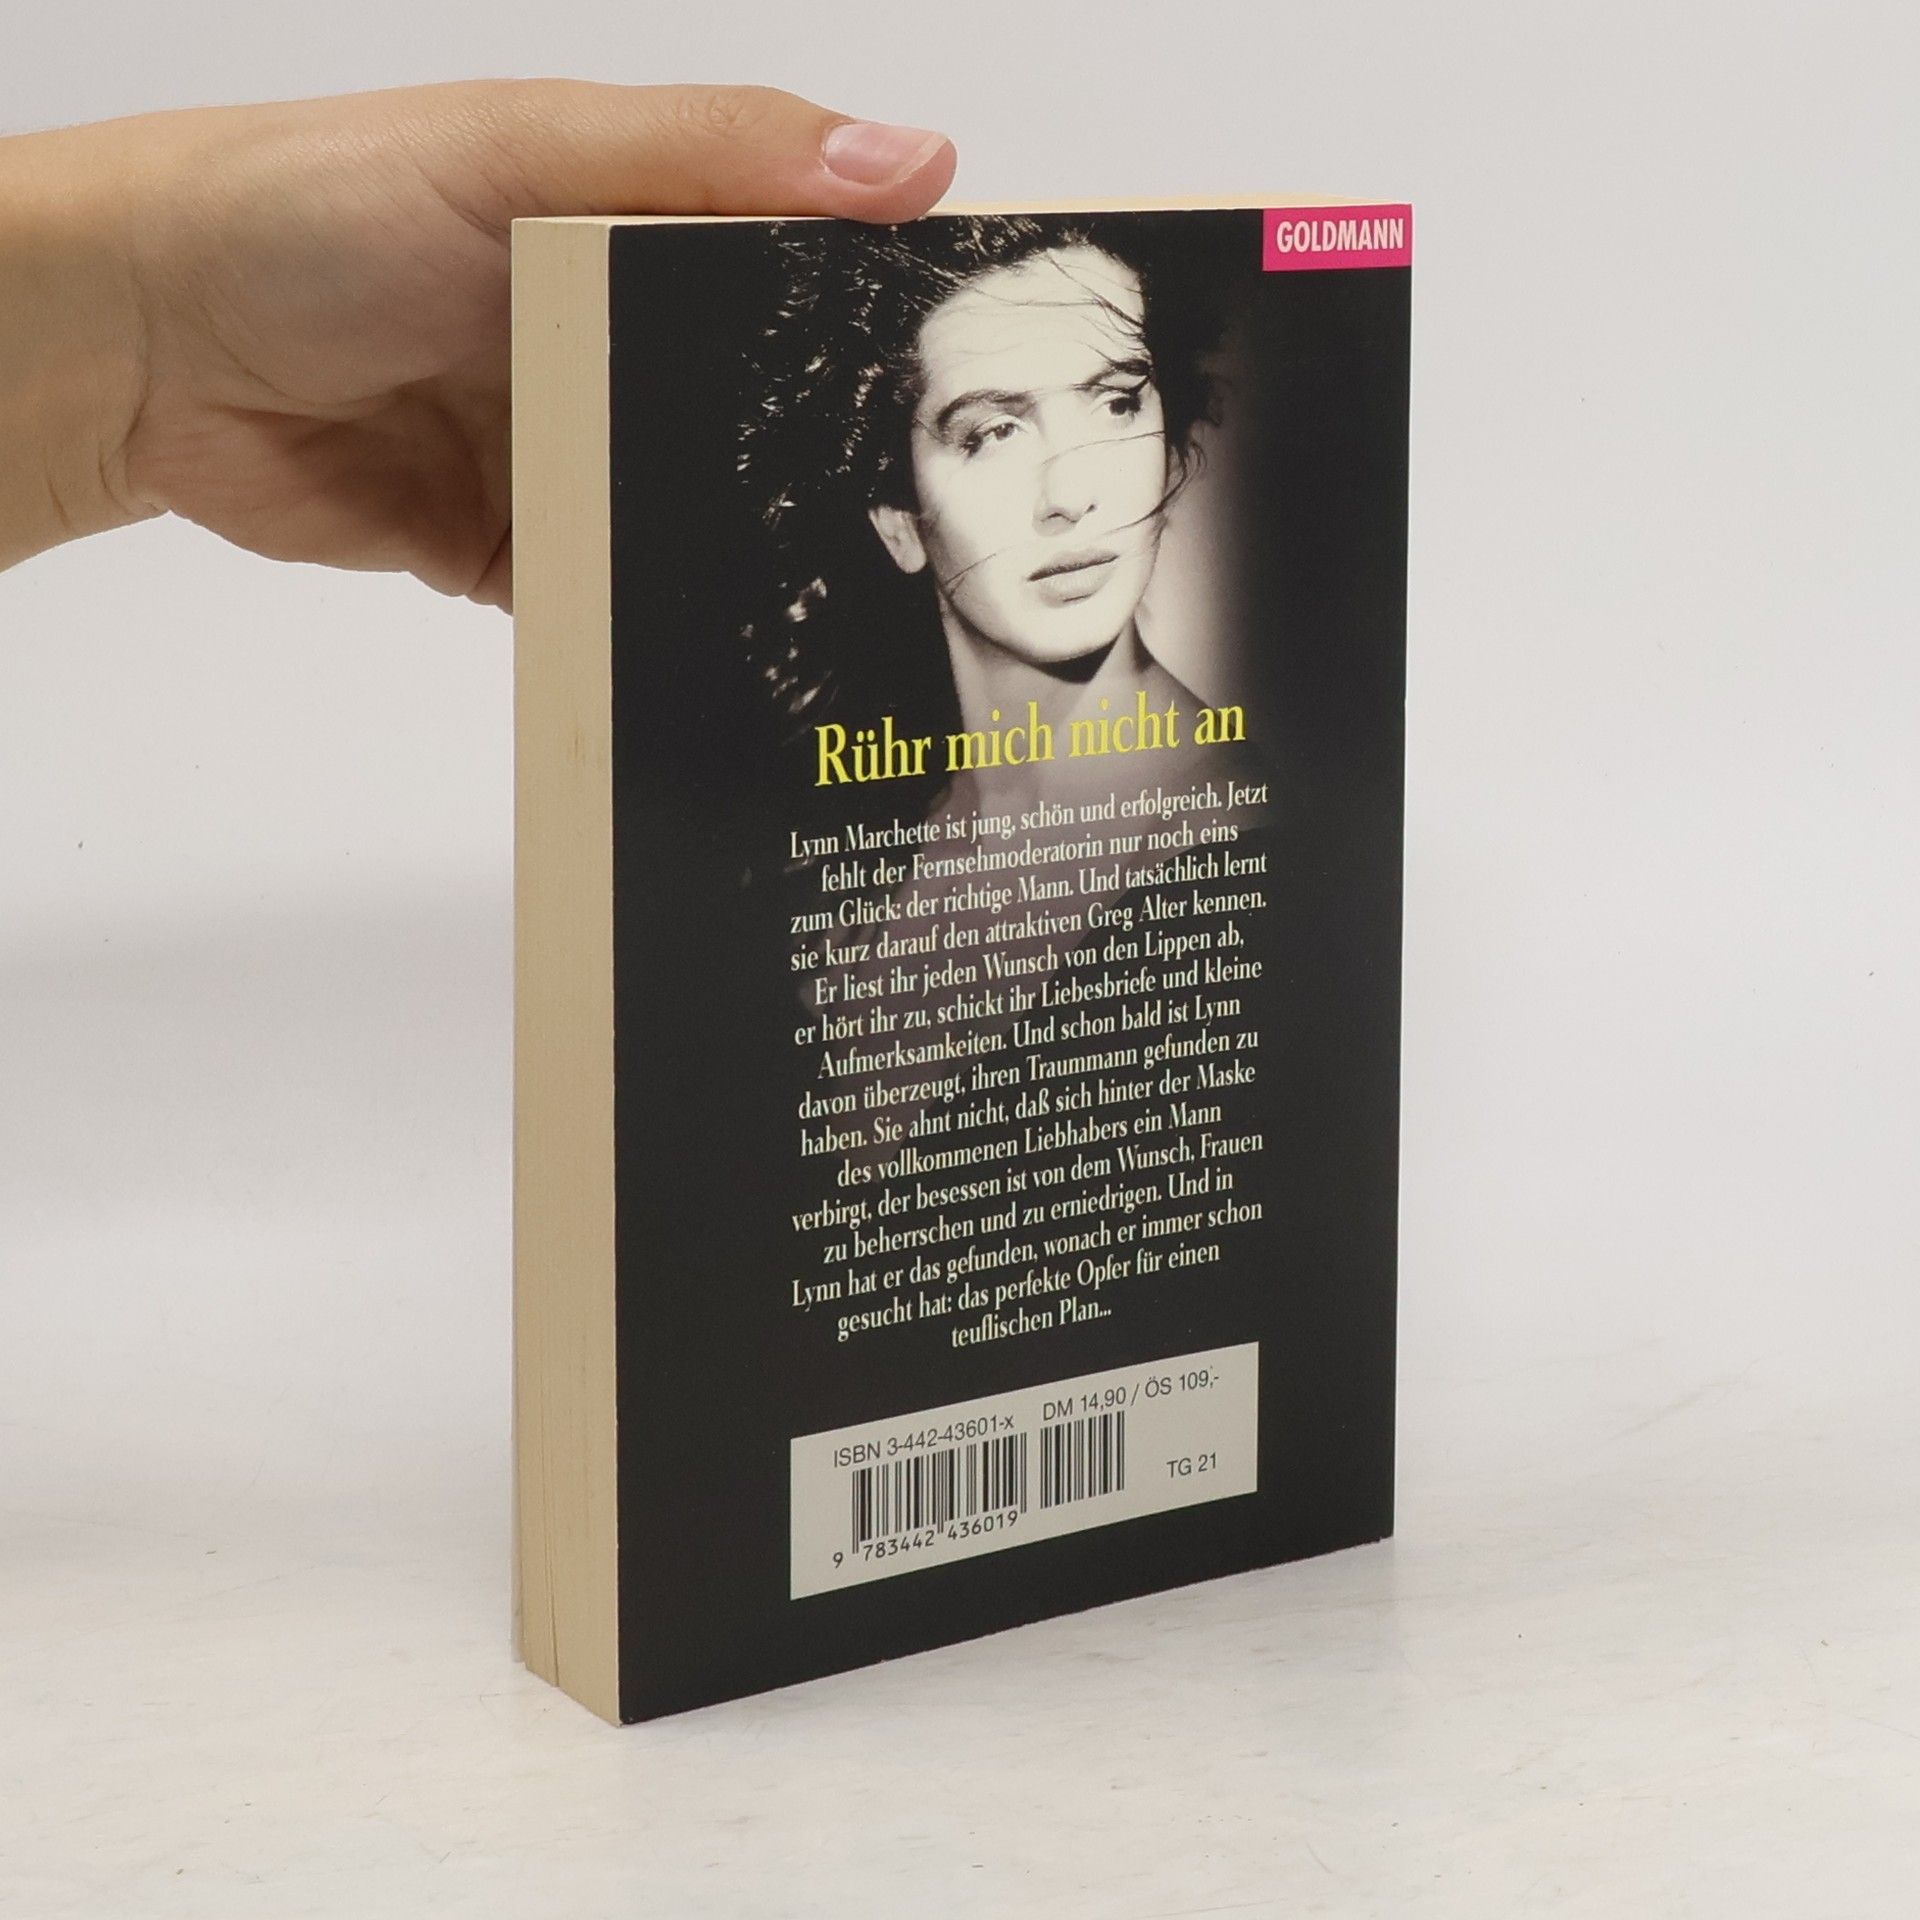 GOLDMANN
Rühr mich nicht an
Lynn Marchette ist jung, schön und erfolgreich. Jetzt
fehlt der Fernsehmoderatorin nur noch eins
zum Glück: der richtige Mann. Und tatsächlich lernt
sie kurz darauf den attraktiven Greg Alter kennen.
Er liest ihr jeden Wunsch von den Lippen ab,
er hört ihr zu, schickt ihr Liebesbriefe und kleine
Aufmerksamkeiten. Und schon bald ist Lynn
davon überzeugt, ihren Traummann gefunden zu
haben. Sie ahnt nicht, daß sich hinter der Maske
des vollkommenen Liebhabers ein Mann
verbirgt, der besessen ist von dem Wunsch, Frauen
zu beherrschen und zu erniedrigen. Und in
Lynn hat er das gefunden, wonach er immer schon
gesucht hat: das perfekte Opfer für einen
teuflischen Plan...
ISBN 3-442-43601-x DM 14,90 / ÖS 109,-
TG 21
9 783442 436019